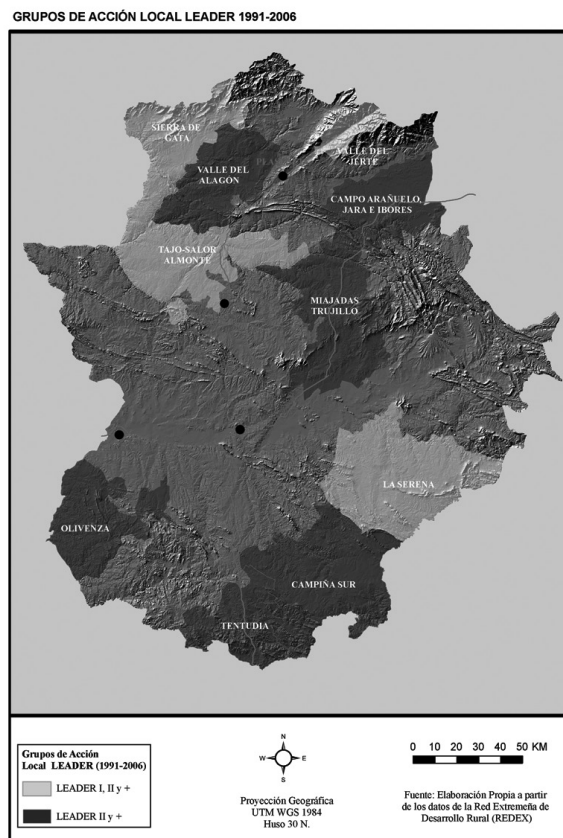 GRUPOS DE ACCIÓN LOCAL LEADER 1991-2006
SIERRA DE
GATA
VALLE DEL
JERTE
VALLE DEL
ALAGÓN
CAMPO ARAÑUELO,
JARA E IBORES
TAJO-SALOR
ALMONTE
MIAJADAS
TRUJILLO
LA SERENA
OLIVENZA
CAMPIÑA SUR
TENTUDIA
Grupos de Acción
Local LEADER (1991-2006)
LEADER I, II y +
LEADER II y +
N
W E
S
Proyección Geográfica
UTM WGS 1984
Huso 30 N.
0 10 20 30 40 50 KM
Fuente: Elaboración Propia a partir
de los datos de la Red Extremeña de
Desarrollo Rural (REDEX)